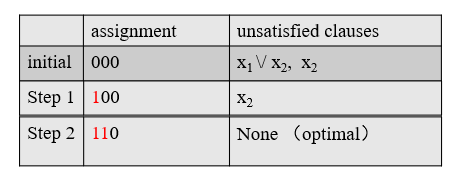 assignment unsatisfied clauses
initial 000 x₁\/ x₂, x₂
Step 1 100 x₂
Step 2 110 None （optimal）